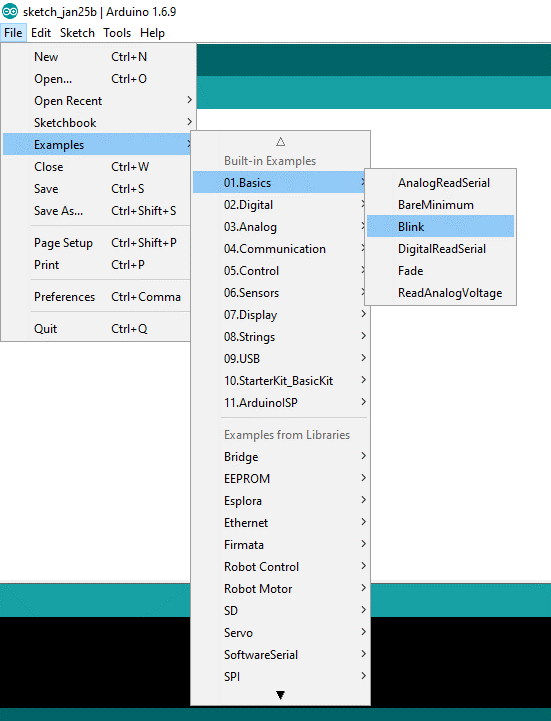 sketch_jan25b | Arduino 1.6.9
File Edit Sketch Tools Help
New Ctrl+N
Open... Ctrl+O
Open Recent
Sketchbook
Examples
Close Ctrl+W
Save Ctrl+S
Save As... Ctrl+Shift+S
Page Setup Ctrl+Shift+P
Print Ctrl+P
Preferences Ctrl+Comma
Quit Ctrl+Q
Built-in Examples
01.Basics
02.Digital
03.Analog
04.Communication
05.Control
06.Sensors
07.Display
08.Strings
09.USB
10.StarterKit_BasicKit
11.ArduinoISP
Examples from Libraries
Bridge
EEPROM
Esplora
Ethernet
Firmata
Robot Control
Robot Motor
SD
Servo
SoftwareSerial
SPI
AnalogReadSerial
BareMinimum
Blink
DigitalReadSerial
Fade
ReadAnalogVoltage